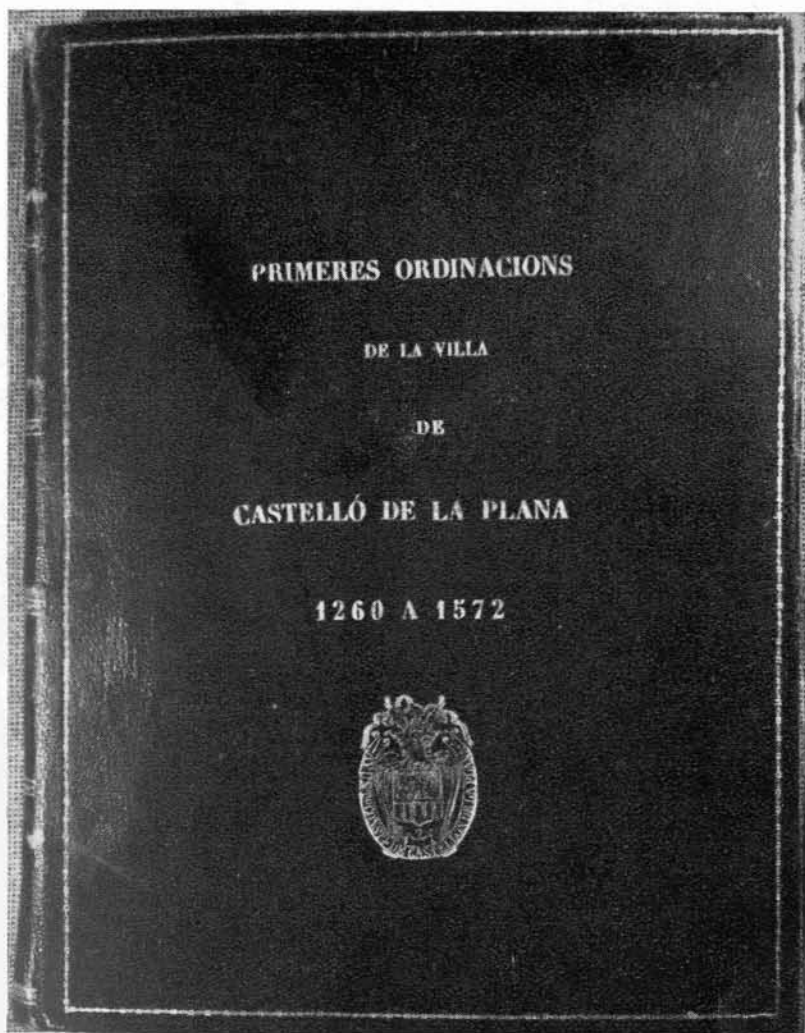 PRIMERES ORDINACIONS
DE LA VILLA
DE
CASTELLÓ DE LA PLANA
1260 A 1572